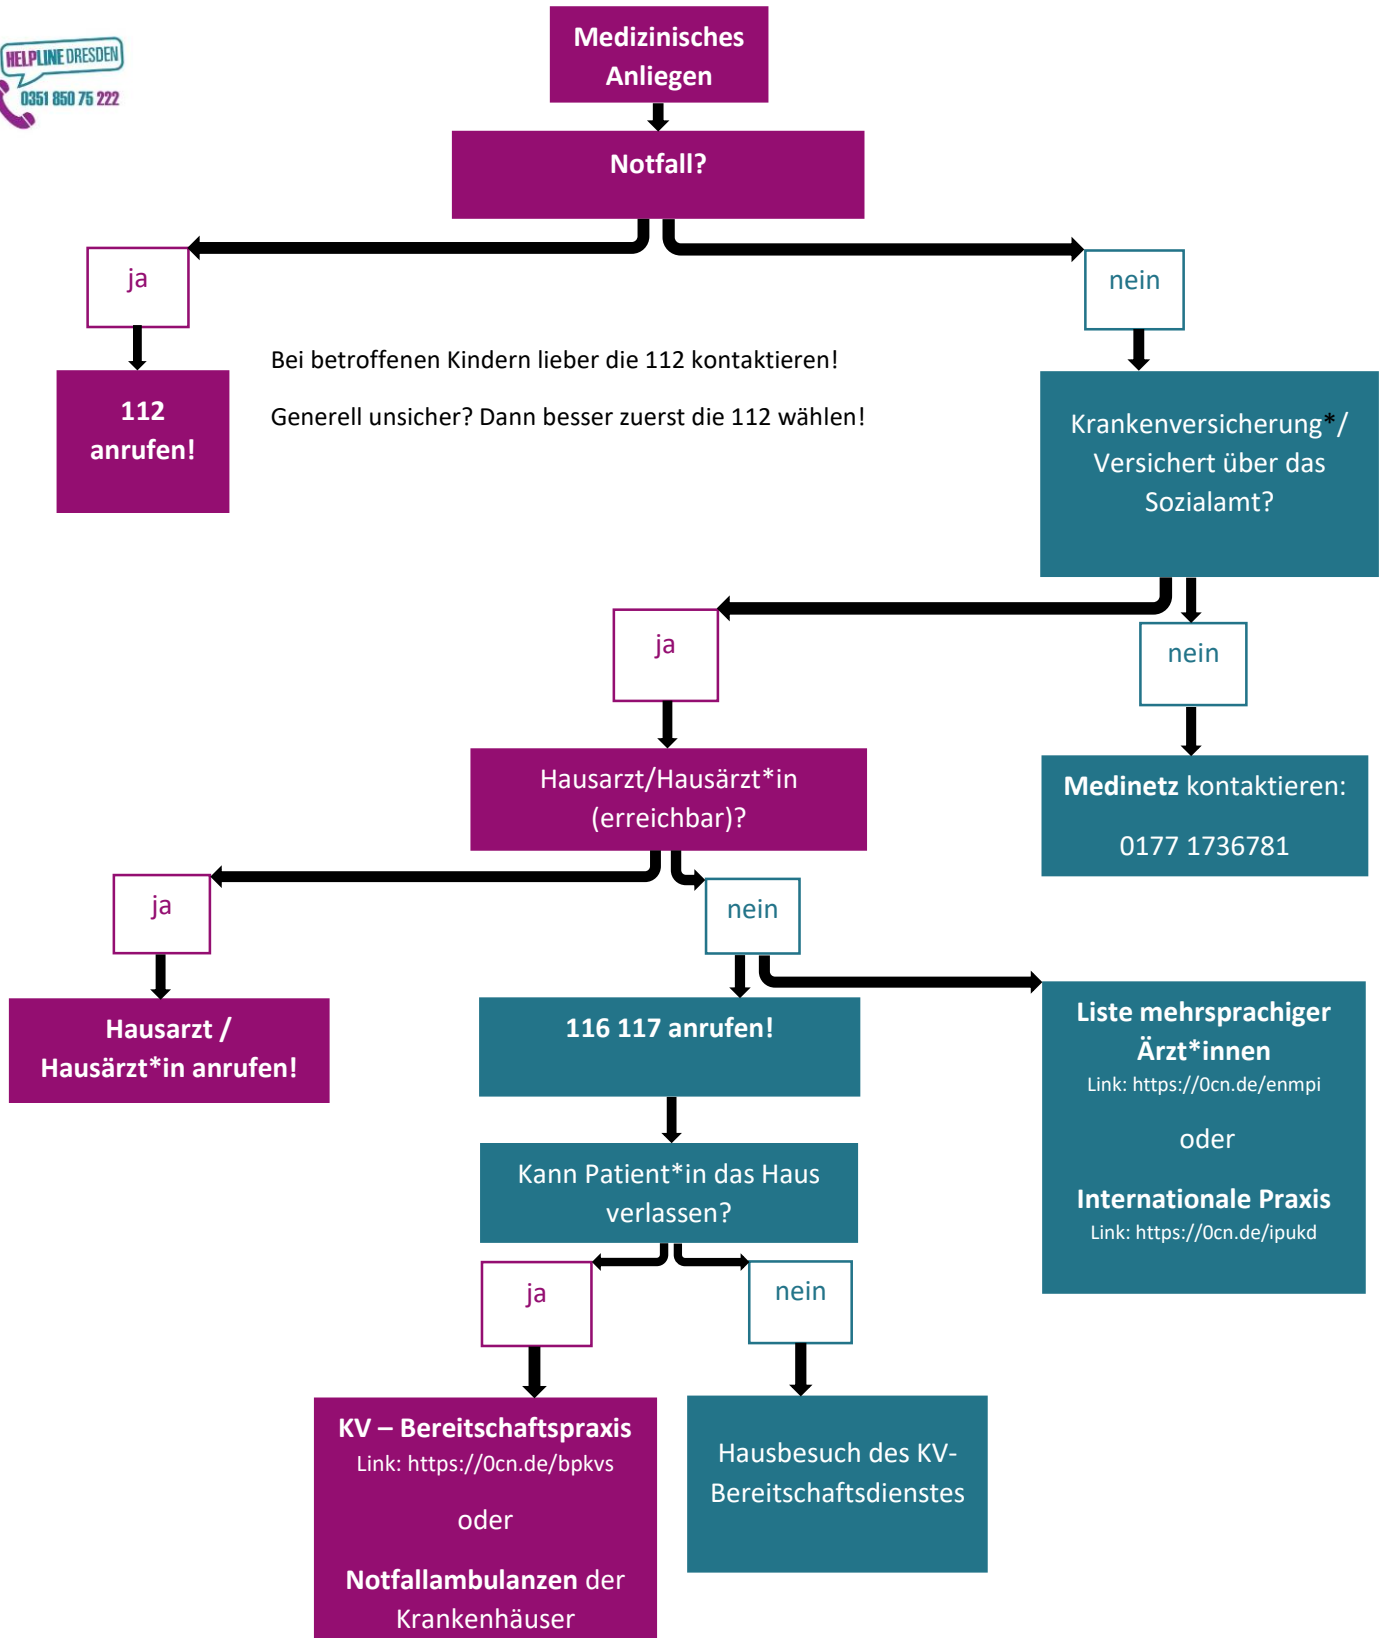 HELPLINE DRESDEN
0351 850 75 222
Medizinisches
Anliegen
Notfall?
ja
nein
112
anrufen!
Bei betroffenen Kindern lieber die 112 kontaktieren!
Generell unsicher? Dann besser zuerst die 112 wählen!
Krankenversicherung*/
Versichert über das
Sozialamt?
ja
nein
Hausarzt/Hausärzt*in
(erreichbar)?
Medinetz kontaktieren:
0177 1736781
ja
nein
Hausarzt /
Hausärzt*in anrufen!
116 117 anrufen!
Liste mehrsprachiger
Ärzt*innen
Link: https://0cn.de/enmpi
oder
Internationale Praxis
Link: https://0cn.de/ipukd
Kann Patient*in das Haus
verlassen?
ja
nein
KV – Bereitschaftspraxis
Link: https://0cn.de/bpkvs
oder
Notfallambulanzen der
Krankenhäuser
Hausbesuch des KV-
Bereitschaftsdienstes